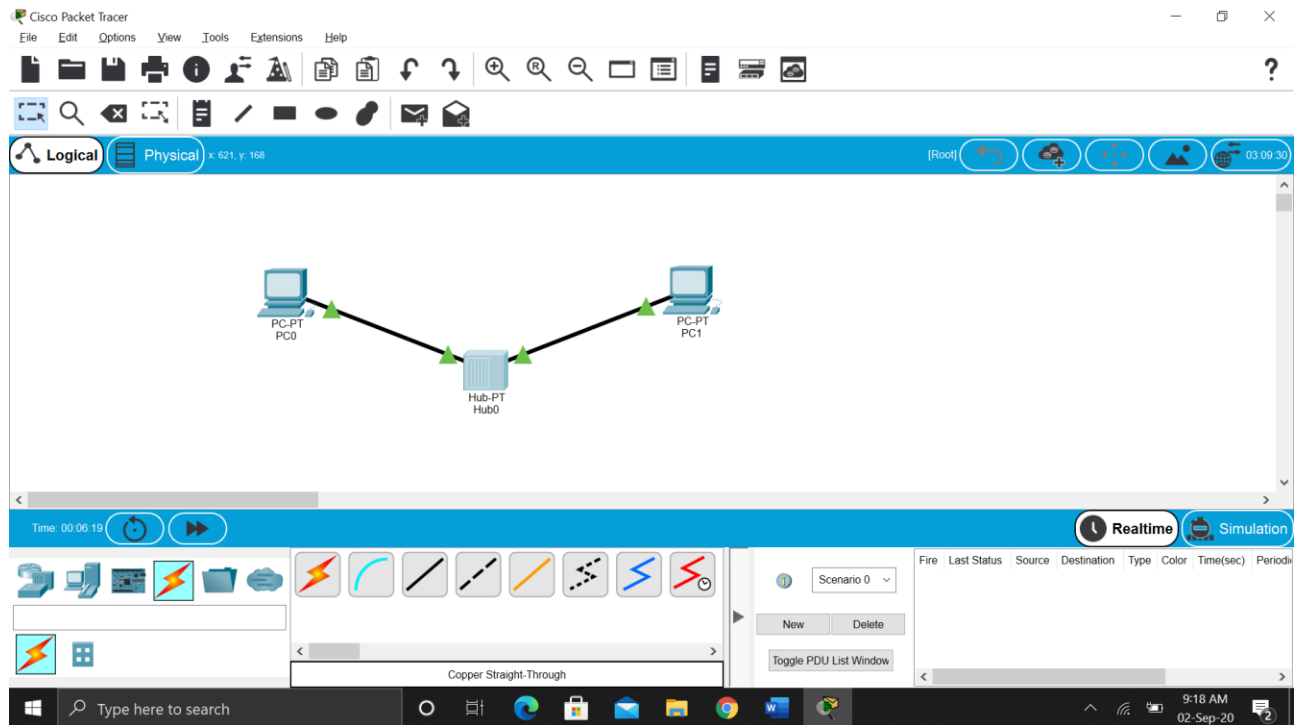 Cisco Packet Tracer
File Edit Options View Tools Extensions Help
R
?
Logical Physical x: 621, y: 168 [Root] 03:09:30
PC-PT
PC0
PC-PT
PC1
Hub-PT
Hub0
Time: 00:06:19 Realtime Simulation
Scenario 0
New Delete
Toggle PDU List Window
Fire Last Status Source Destination Type Color Time(sec) Periodi
Copper Straight-Through
Type here to search
9:18 AM
02-Sep-20
2